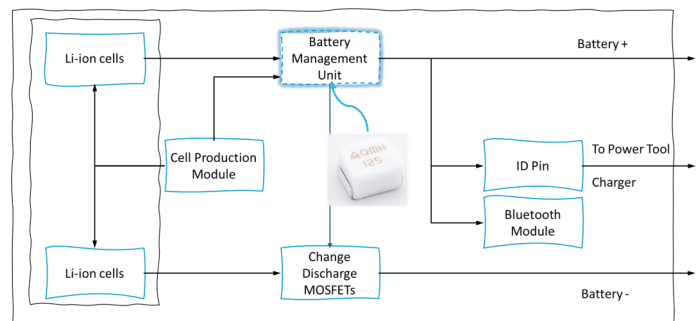 Li-ion cells
Battery
Management
Unit
Battery +
Cell Production
Module
GMH
125
ID Pin
To Power Tool
Charger
Bluetooth
Module
Li-ion cells
Change
Discharge
MOSFETs
Battery -